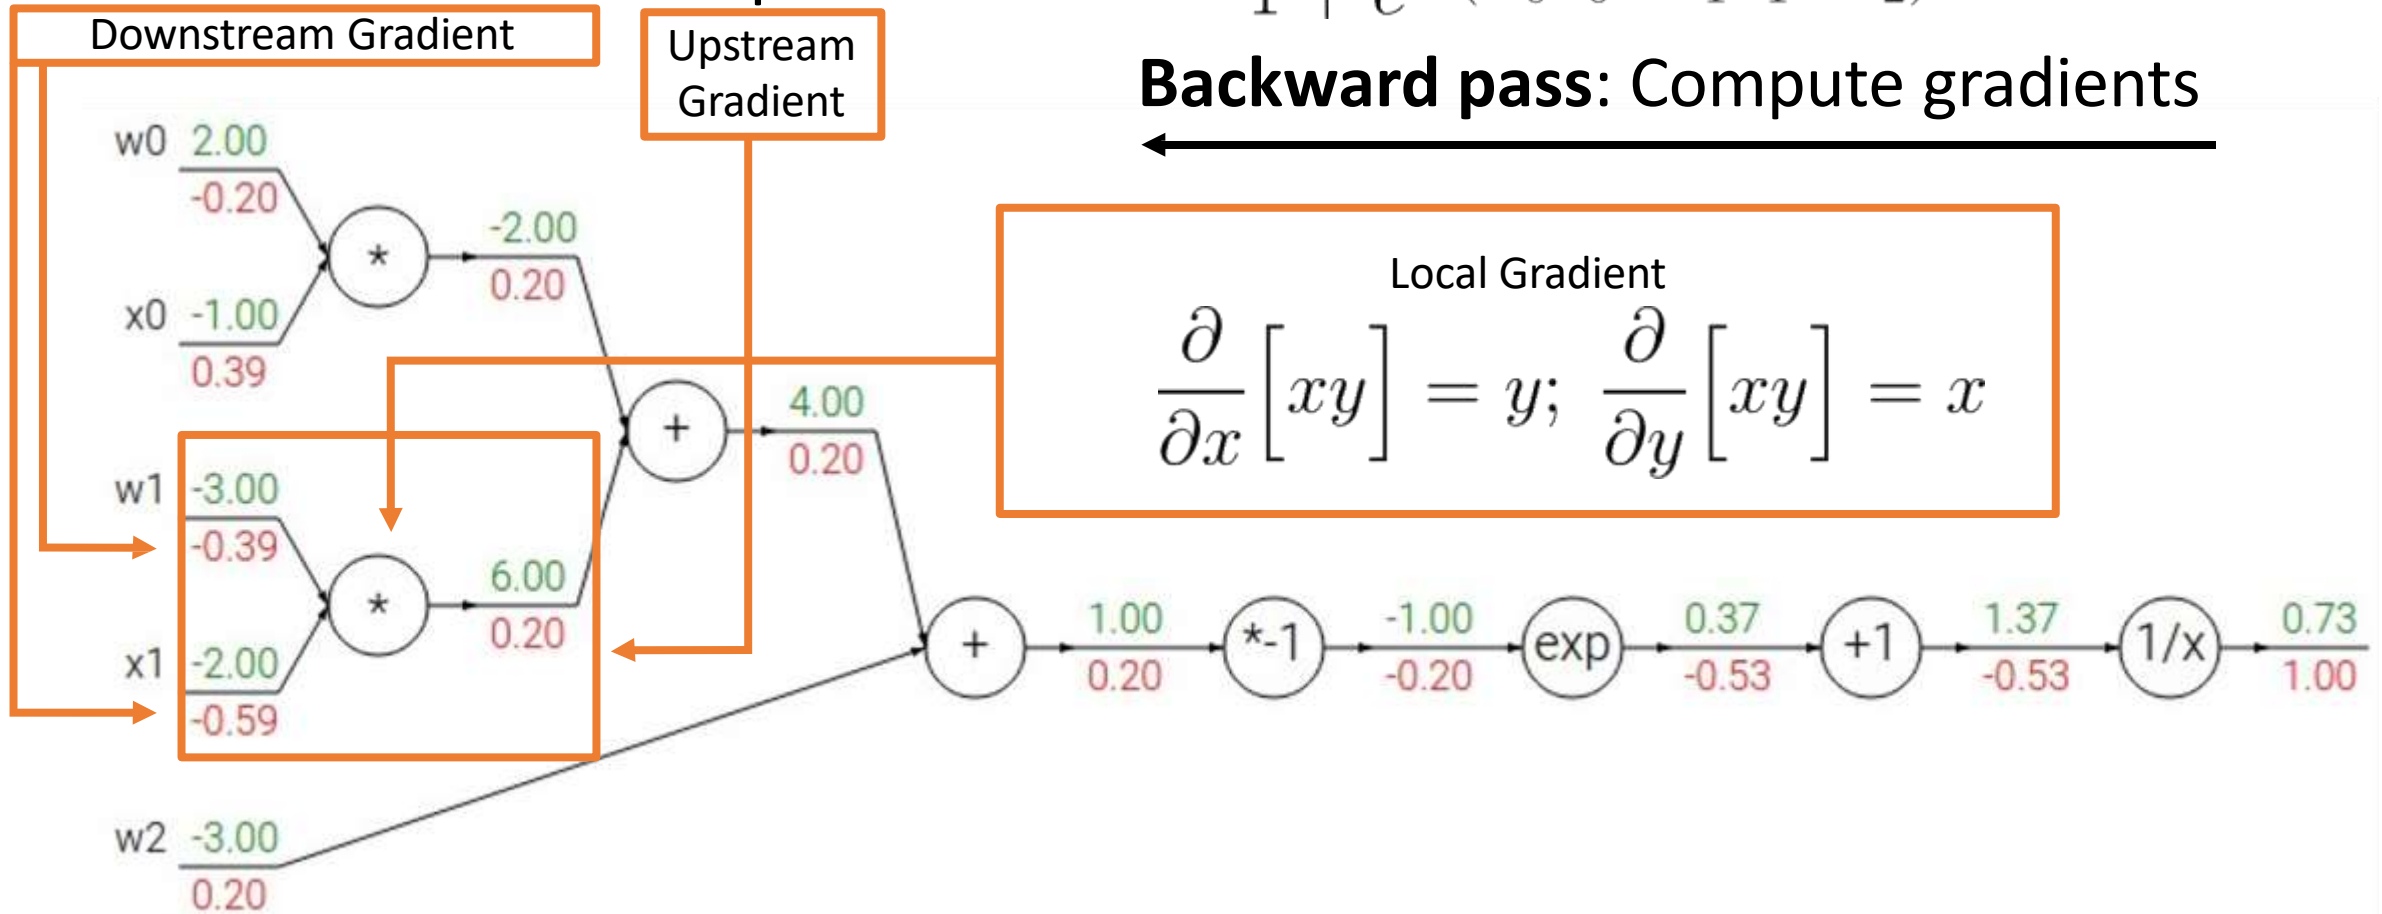 Downstream Gradient
Upstream
Gradient
Backward pass: Compute gradients
w0 2.00
-0.20
*
-2.00
0.20
x0 -1.00
0.39
Local Gradient
∂/∂x [xy] = y; ∂/∂y [xy] = x
+
4.00
0.20
w1 -3.00
-0.39
*
6.00
0.20
x1 -2.00
-0.59
+
1.00
0.20
*-1
-1.00
-0.20
exp
0.37
-0.53
+1
1.37
-0.53
1/x
0.73
1.00
w2 -3.00
0.20